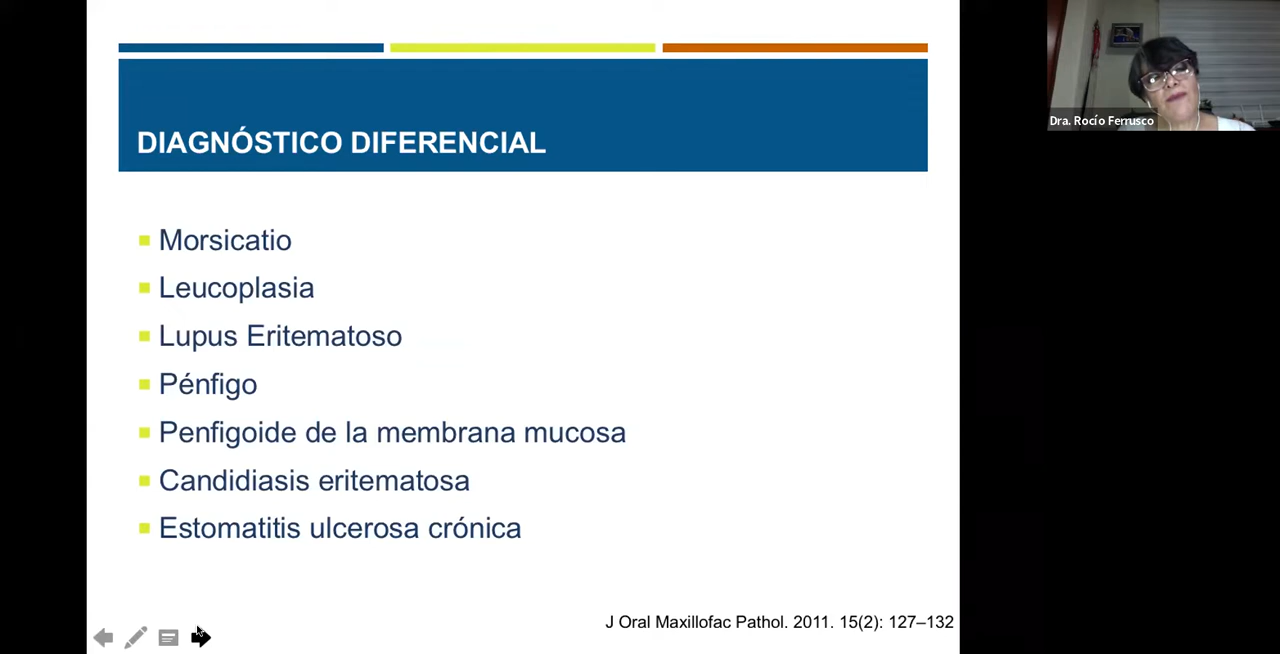 DIAGNÓSTICO DIFERENCIAL
Morsicatio
Leucoplasia
Lupus Eritematoso
Pénfigo
Penfigoide de la membrana mucosa
Candidiasis eritematosa
Estomatitis ulcerosa crónica
J Oral Maxillofac Pathol. 2011. 15(2): 127–132
Dra. Rocío Ferrusco